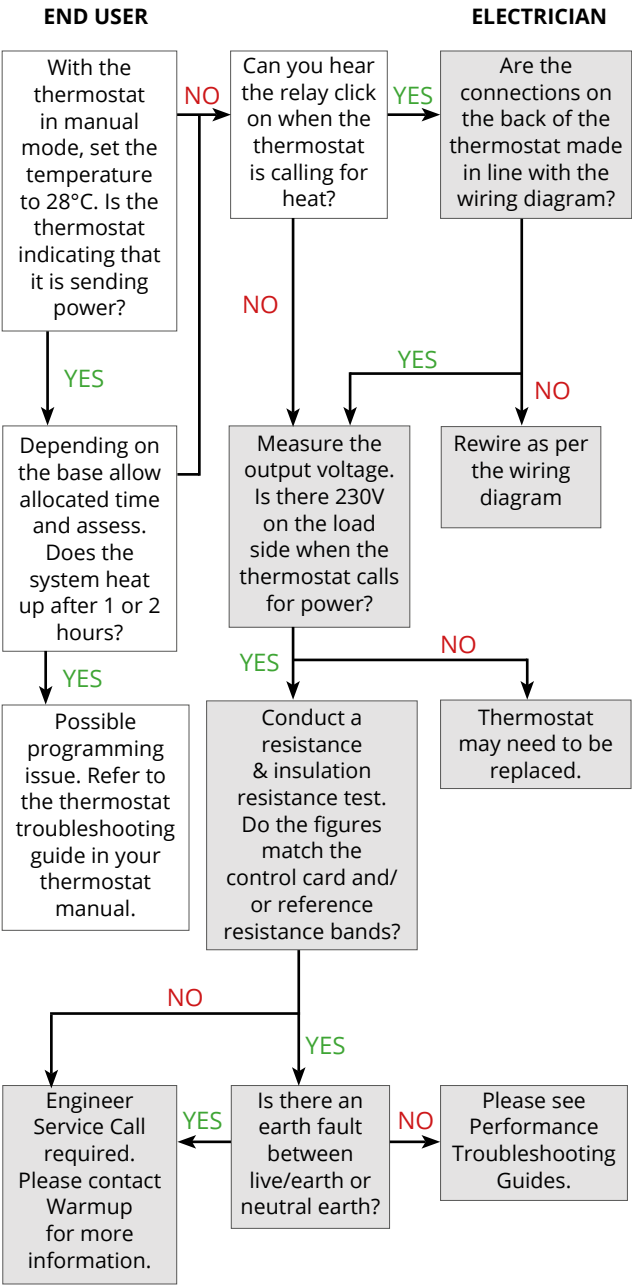 END USER
ELECTRICIAN
With the
thermostat
in manual
mode, set the
temperature
to 28°C. Is the
thermostat
indicating that
it is sending
power?
NO
Can you hear
the relay click
on when the
thermostat
is calling for
heat?
YES
Are the
connections on
the back of the
thermostat made
in line with the
wiring diagram?
NO
YES
YES
NO
Depending on
the base allow
allocated time
and assess.
Does the
system heat
up after 1 or 2
hours?
Measure the
output voltage.
Is there 230V
on the load
side when the
thermostat calls
for power?
Rewire as per
the wiring
diagram
YES
YES
NO
Possible
programming
issue. Refer to
the thermostat
troubleshooting
guide in your
thermostat
manual.
Conduct a
resistance
& insulation
resistance test.
Do the figures
match the
control card and/
or reference
resistance bands?
Thermostat
may need to be
replaced.
NO
YES
Engineer
Service Call
required.
Please contact
Warmup
for more
information.
YES
Is there an
earth fault
between
live/earth or
neutral earth?
NO
Please see
Performance
Troubleshooting
Guides.